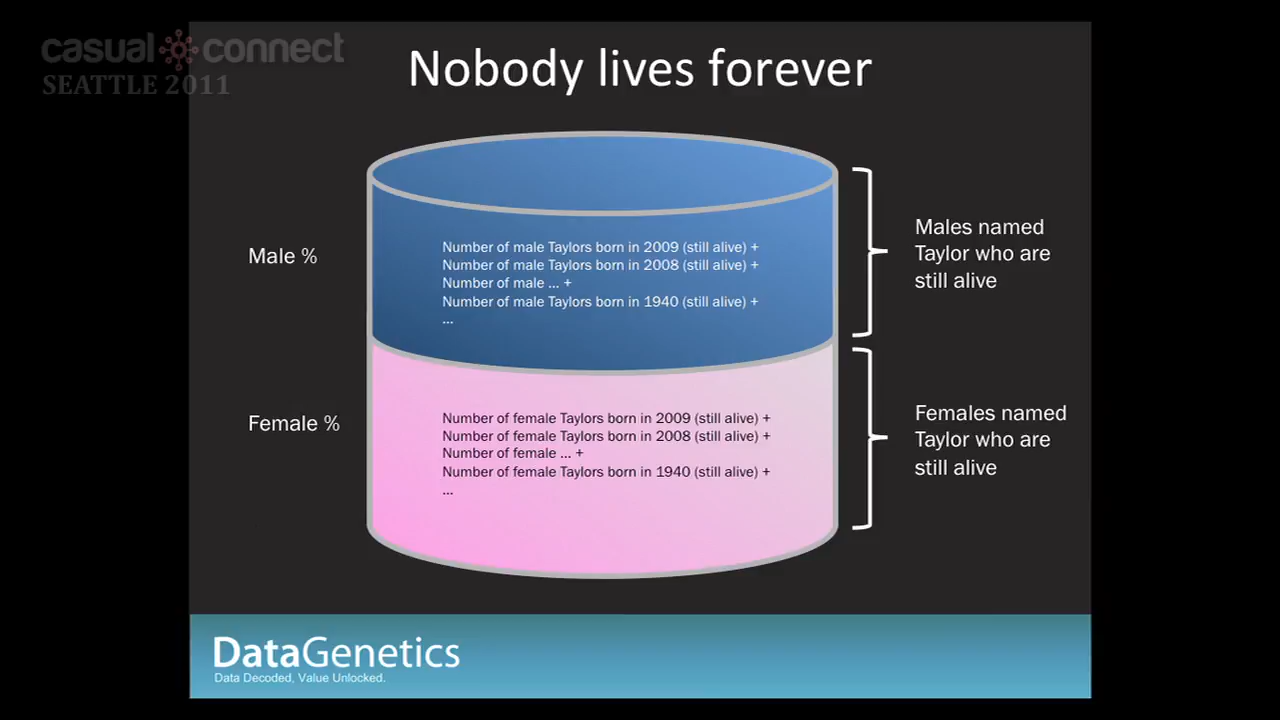 casual connect
SEATTLE 2011
Nobody lives forever
Male %
Number of male Taylors born in 2009 (still alive) +
Number of male Taylors born in 2008 (still alive) +
Number of male ... +
Number of male Taylors born in 1940 (still alive) +
...
Males named
Taylor who are
still alive
Female %
Number of female Taylors born in 2009 (still alive) +
Number of female Taylors born in 2008 (still alive) +
Number of female ... +
Number of female Taylors born in 1940 (still alive) +
...
Females named
Taylor who are
still alive
DataGenetics
Data Decoded, Value Unlocked.